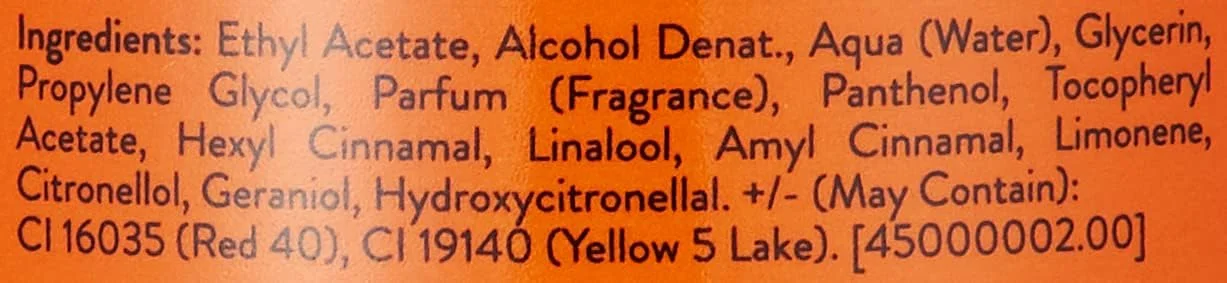 Ingredients: Ethyl Acetate, Alcohol Denat., Aqua (Water), Glycerin,
Propylene Glycol, Parfum (Fragrance), Panthenol, Tocopheryl
Acetate, Hexyl Cinnamal, Linalool, Amyl Cinnamal, Limonene,
Citronellol, Geraniol, Hydroxycitronellal. +/- (May Contain):
CI 16035 (Red 40), CI 19140 (Yellow 5 Lake). [45000002.00]